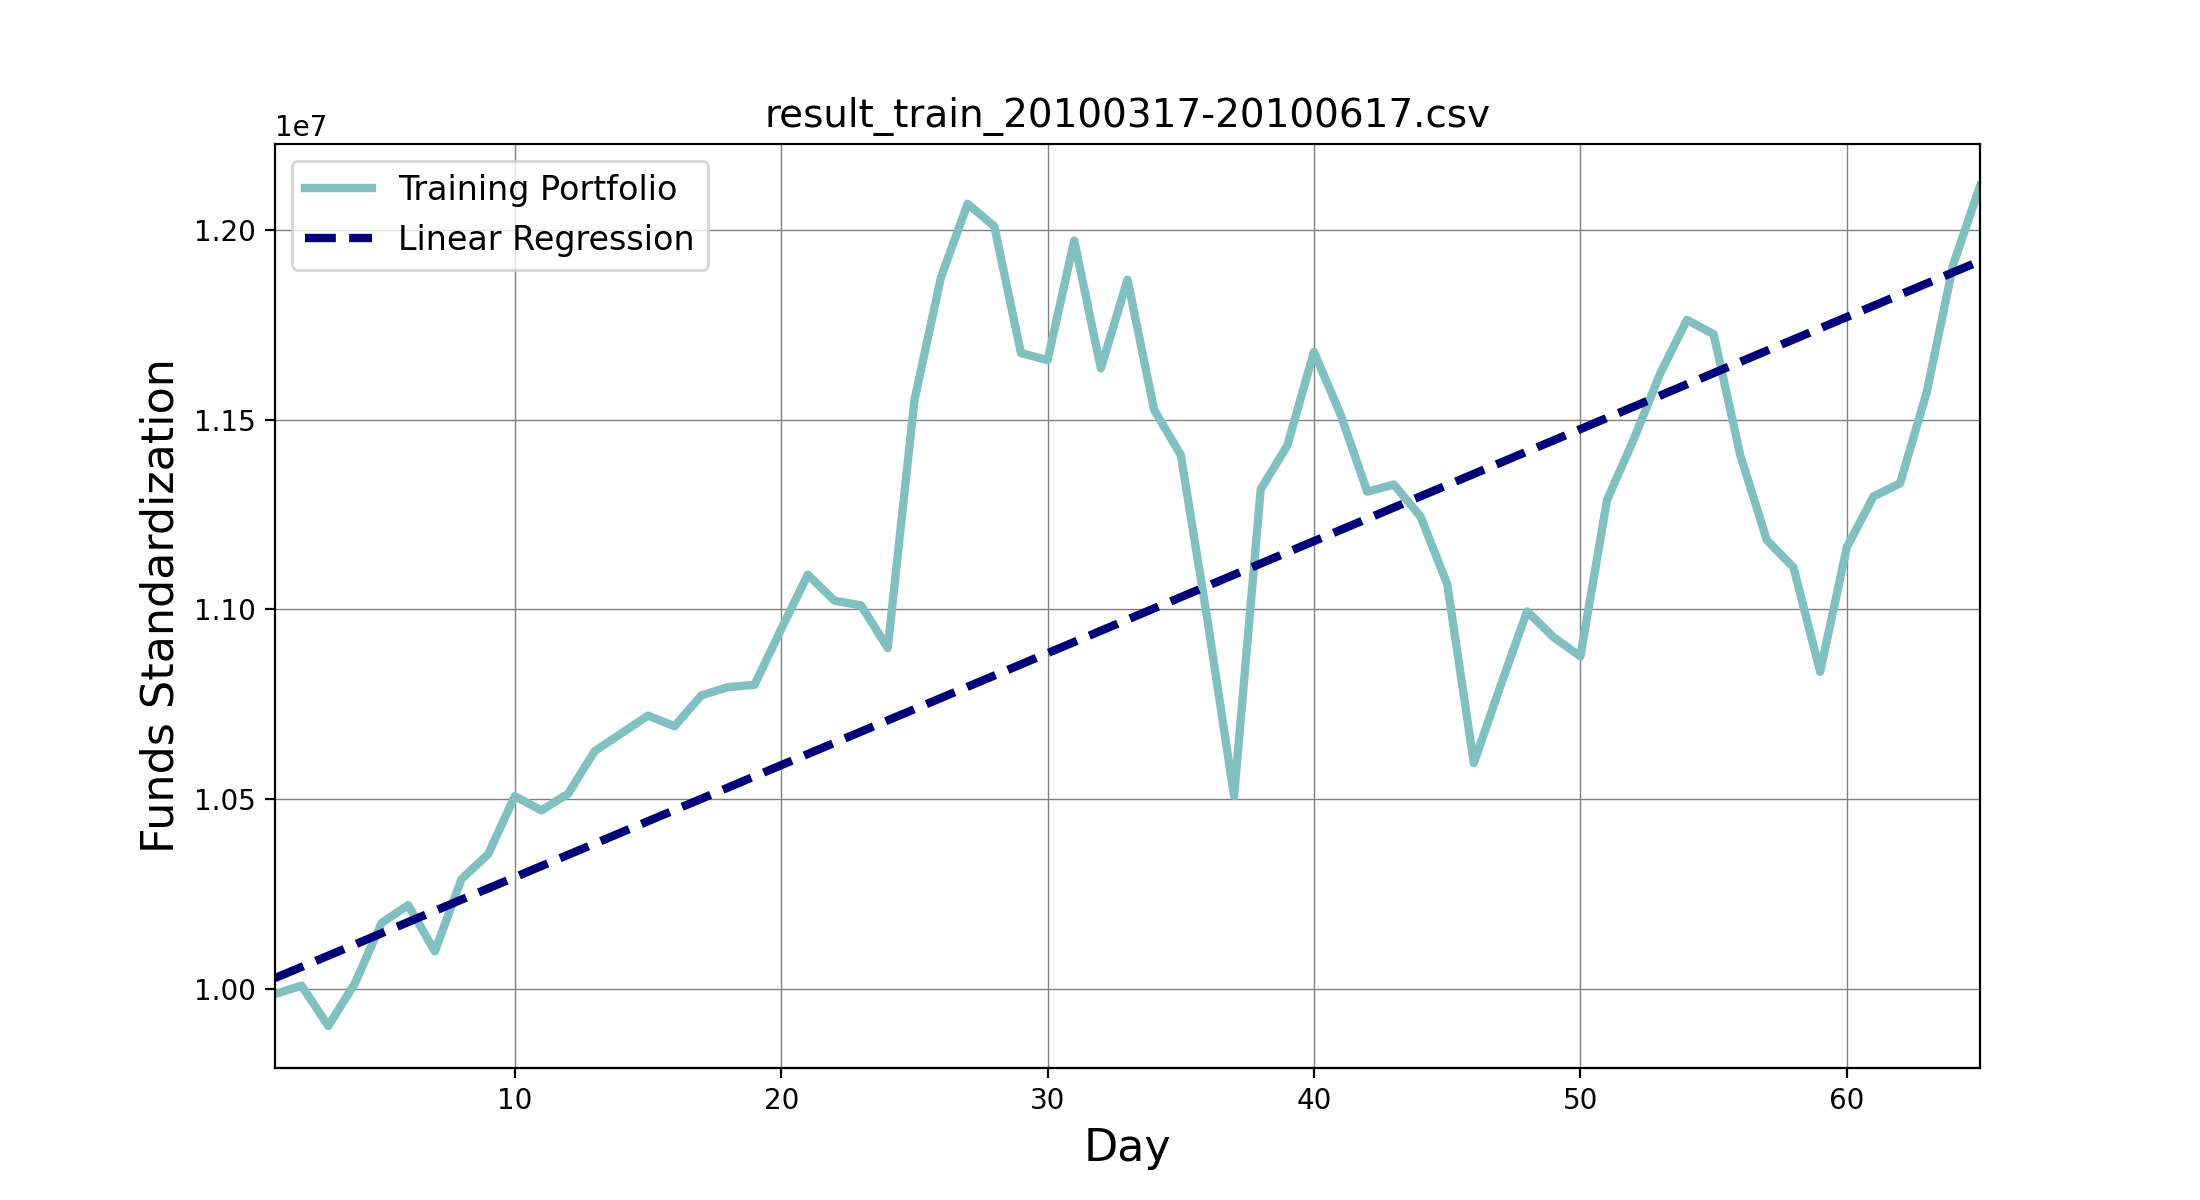 result_train_20100317-20100617.csv
1e7
Training Portfolio
Linear Regression
1.20
1.15
1.10
1.05
1.00
Funds Standardization
10 20 30 40 50 60
Day